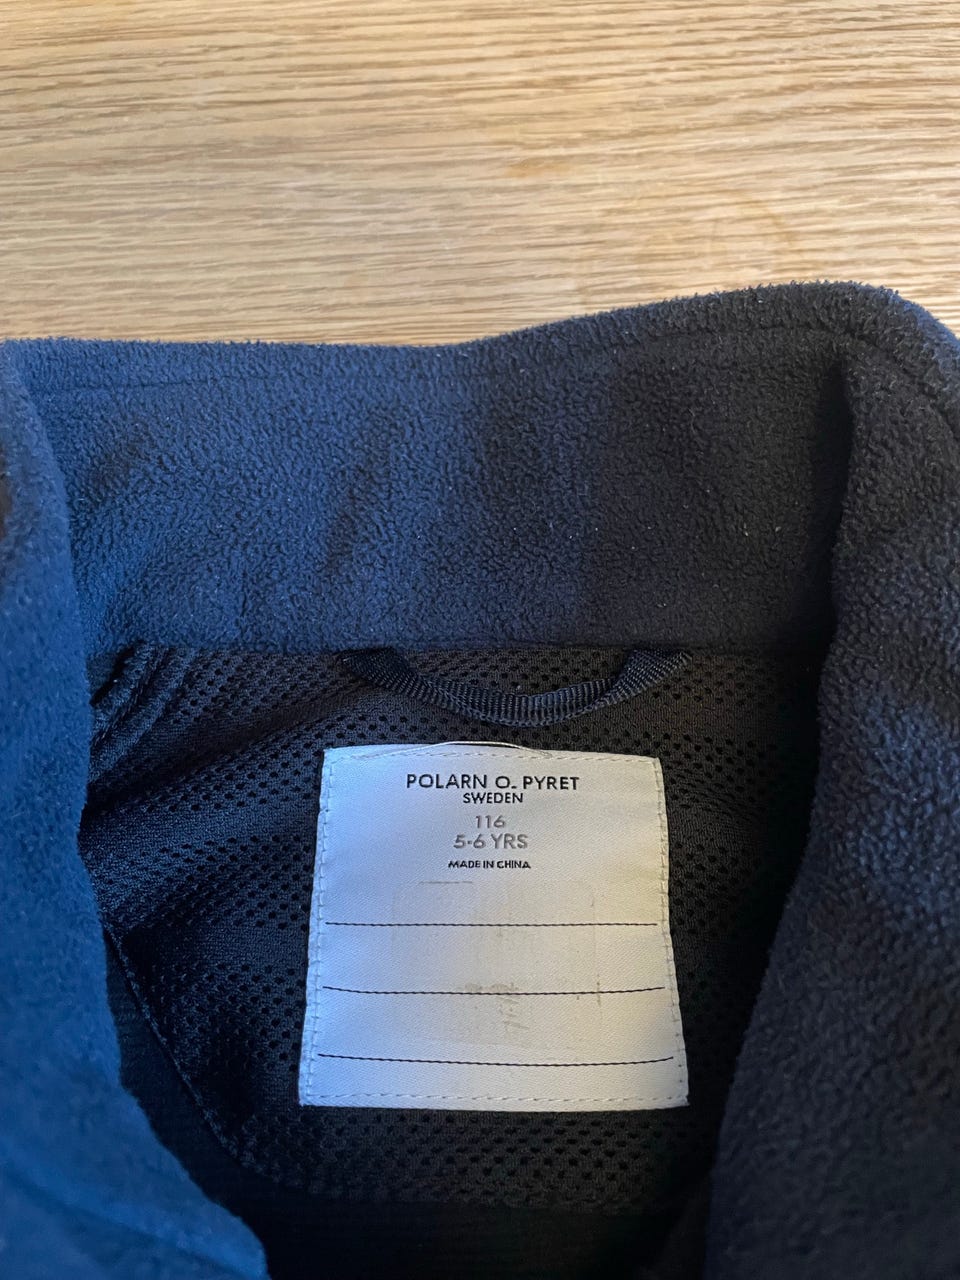 POLARN O. PYRET
SWEDEN
116
5-6 YRS
MADE IN CHINA